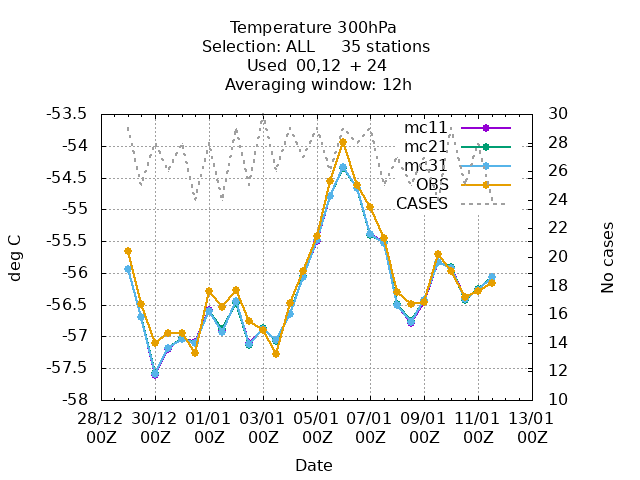 Temperature 300hPa
Selection: ALL 35 stations
Used 00,12 + 24
Averaging window: 12h
mc11
mc21
mc31
OBS
CASES
deg C
-53.5
-54
-54.5
-55
-55.5
-56
-56.5
-57
-57.5
-58
30
28
26
24
22
20
18
16
14
12
10
No cases
28/12 30/12 01/01 03/01 05/01 07/01 09/01 11/01 13/01
00Z 00Z 00Z 00Z 00Z 00Z 00Z 00Z 00Z
Date